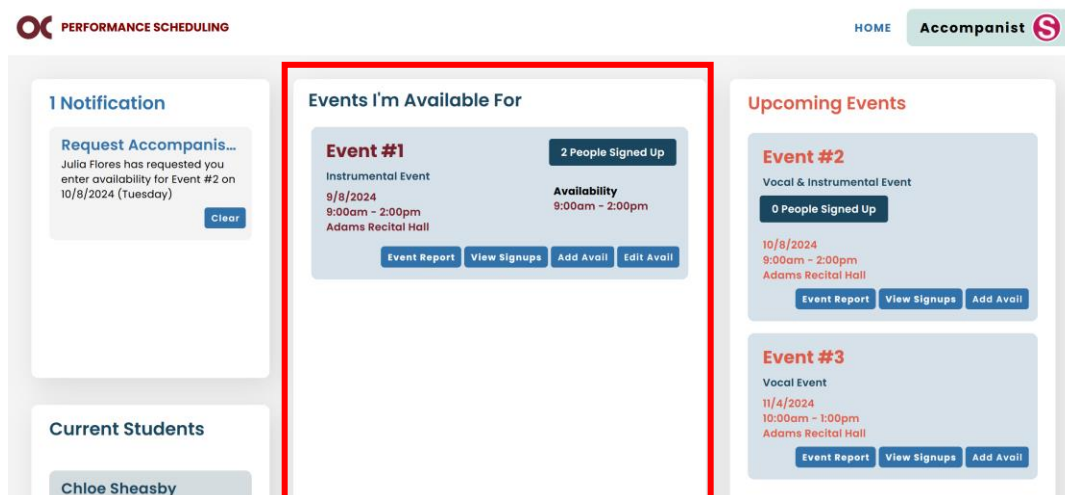 OC PERFORMANCE SCHEDULING
HOME
Accompanist S
1 Notification
Request Accompanis...
Julia Flores has requested you
enter availability for Event #2 on
10/8/2024 (Tuesday)
Clear
Current Students
Chloe Sheasby
Events I'm Available For
Event #1
2 People Signed Up
Instrumental Event
9/8/2024
9:00am - 2:00pm
Adams Recital Hall
Availability
9:00am - 2:00pm
Event Report View Signups Add Avail Edit Avail
Upcoming Events
Event #2
Vocal & Instrumental Event
0 People Signed Up
10/8/2024
9:00am - 2:00pm
Adams Recital Hall
Event Report View Signups Add Avail
Event #3
Vocal Event
11/4/2024
10:00am - 1:00pm
Adams Recital Hall
Event Report View Signups Add Avail